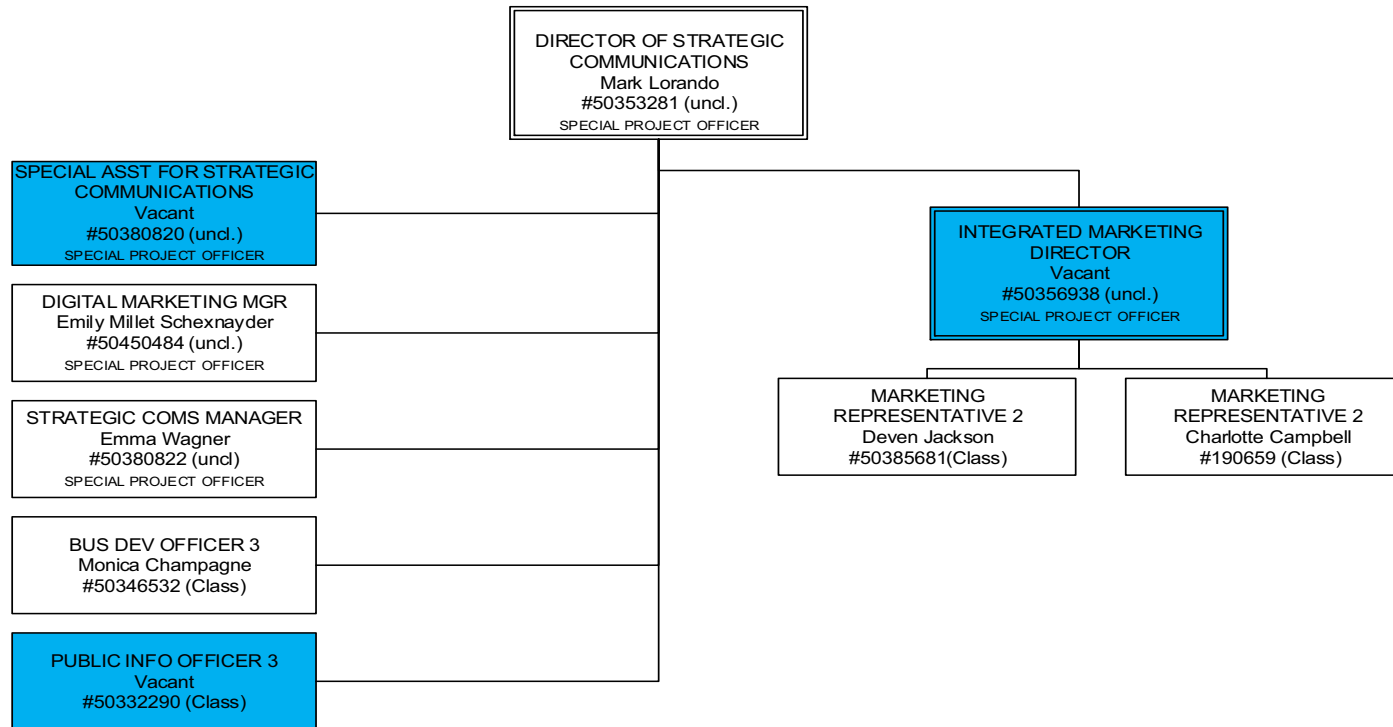 DIRECTOR OF STRATEGIC
COMMUNICATIONS
Mark Lorando
#50353281 (uncl.)
SPECIAL PROJECT OFFICER
SPECIAL ASST FOR STRATEGIC
COMMUNICATIONS
Vacant
#50380820 (uncl.)
SPECIAL PROJECT OFFICER
DIGITAL MARKETING MGR
Emily Millet Schexnayder
#50450484 (uncl.)
SPECIAL PROJECT OFFICER
STRATEGIC COMS MANAGER
Emma Wagner
#50380822 (uncl)
SPECIAL PROJECT OFFICER
BUS DEV OFFICER 3
Monica Champagne
#50346532 (Class)
PUBLIC INFO OFFICER 3
Vacant
#50332290 (Class)
INTEGRATED MARKETING
DIRECTOR
Vacant
#50356938 (uncl.)
SPECIAL PROJECT OFFICER
MARKETING
REPRESENTATIVE 2
Deven Jackson
#50385681(Class)
MARKETING
REPRESENTATIVE 2
Charlotte Campbell
#190659 (Class)